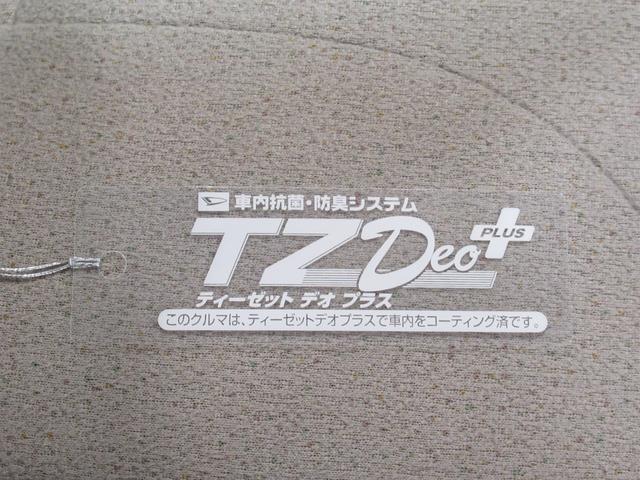 車内抗菌・防臭システム
TZ Deo PLUS
ティーゼット デオ プラス
このクルマは、ティーゼットデオプラスで車内をコーティング済です。